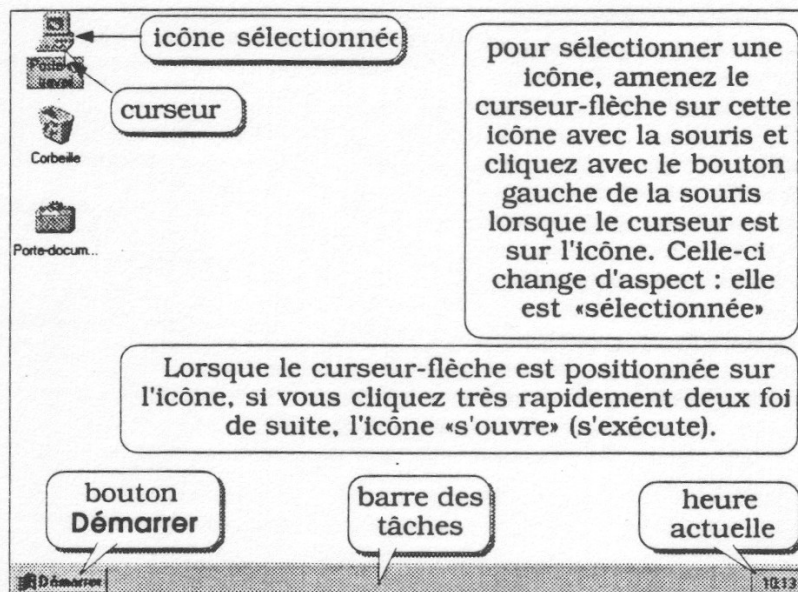 icône sélectionnée
curseur
Corbeille
Porte-docum...
pour sélectionner une
icône, amenez le
curseur-flèche sur cette
icône avec la souris et
cliquez avec le bouton
gauche de la souris
lorsque le curseur est
sur l'icône. Celle-ci
change d'aspect : elle
est «sélectionnée»
Lorsque le curseur-flèche est positionnée sur
l'icône, si vous cliquez très rapidement deux foi
de suite, l'icône «s'ouvre» (s'exécute).
bouton
Démarrer
barre des
tâches
heure
actuelle
Démarrer
10:13